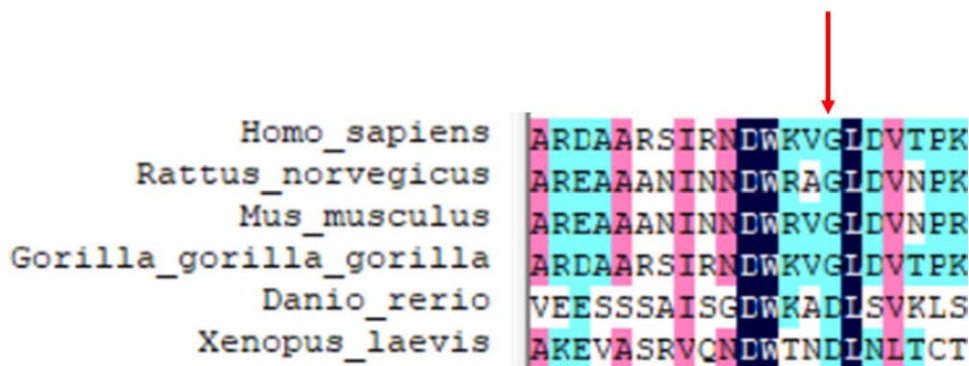 Homo_sapiens ARDAARSIRNDWKVGLDVTPK
Rattus_norvegicus AREAAANINNDWRAGLDVNPK
Mus_musculus AREAAANINNDWRVGLDVNPR
Gorilla_gorilla_gorilla ARDAARSIRNDWKVGLDVTPK
Danio_rerio VEESSSAISGDWKADLSVKLS
Xenopus_laevis AKEVASRVQNDWTNDLNLTCT